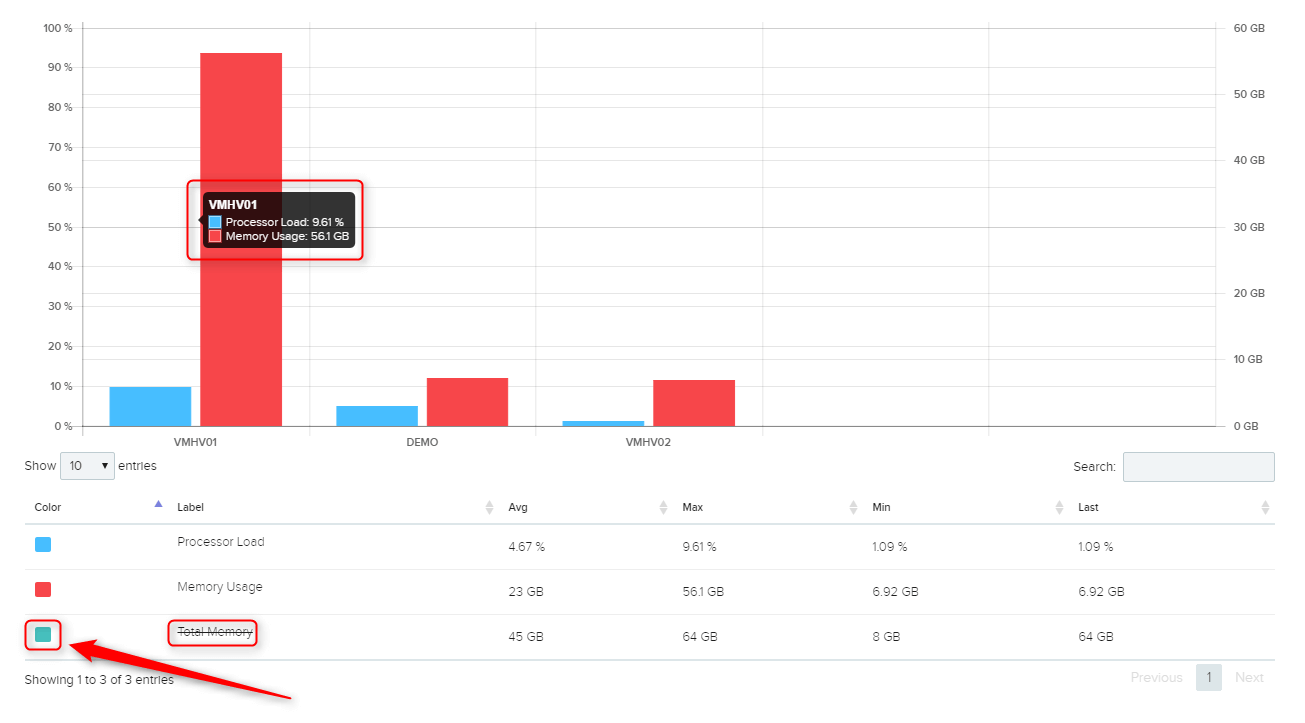 100 %
60 GB
90 %
50 GB
80 %
70 %
40 GB
60 %
VMHV01
Processor Load: 9.61 %
Memory Usage: 56.1 GB
50 %
30 GB
40 %
20 GB
30 %
20 %
10 GB
10 %
0 %
0 GB
VMHV01 DEMO VMHV02
Show 10 entries
Search:
Color Label Avg Max Min Last
Processor Load 4.67 % 9.61 % 1.09 % 1.09 %
Memory Usage 23 GB 56.1 GB 6.92 GB 6.92 GB
Total Memory 45 GB 64 GB 8 GB 64 GB
Showing 1 to 3 of 3 entries
Previous 1 Next